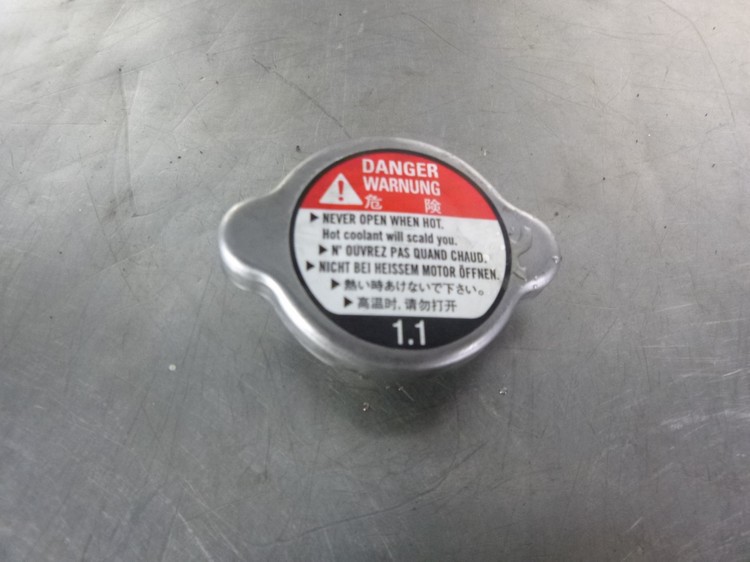 DANGER
WARNUNG
危 険
▶ NEVER OPEN WHEN HOT.
Hot coolant will scald you.
▶ N' OUVREZ PAS QUAND CHAUD.
▶ NICHT BEI HEISSEM MOTOR ÖFFNEN.
▶ 熱い時あけないで下さい。
▶ 高温时, 请勿打开
1.1